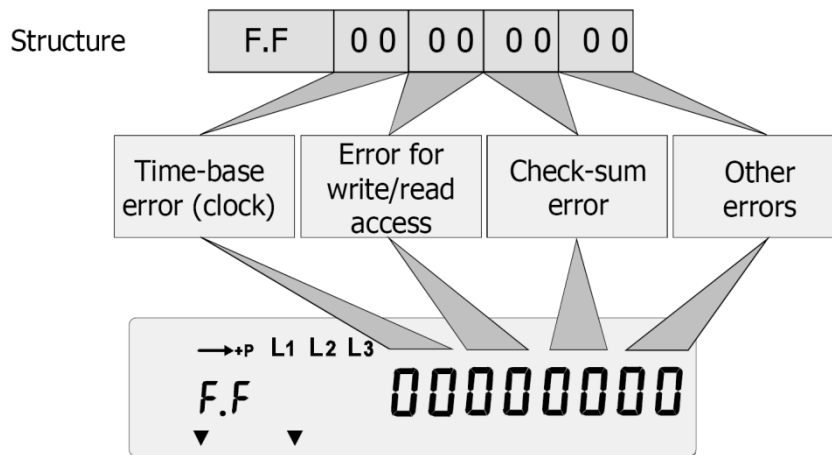 Structure F.F 0 0 0 0 0 0 0 0
Time-base
error (clock)
Error for
write/read
access
Check-sum
error
Other
errors
+P L1 L2 L3
F.F 00000000